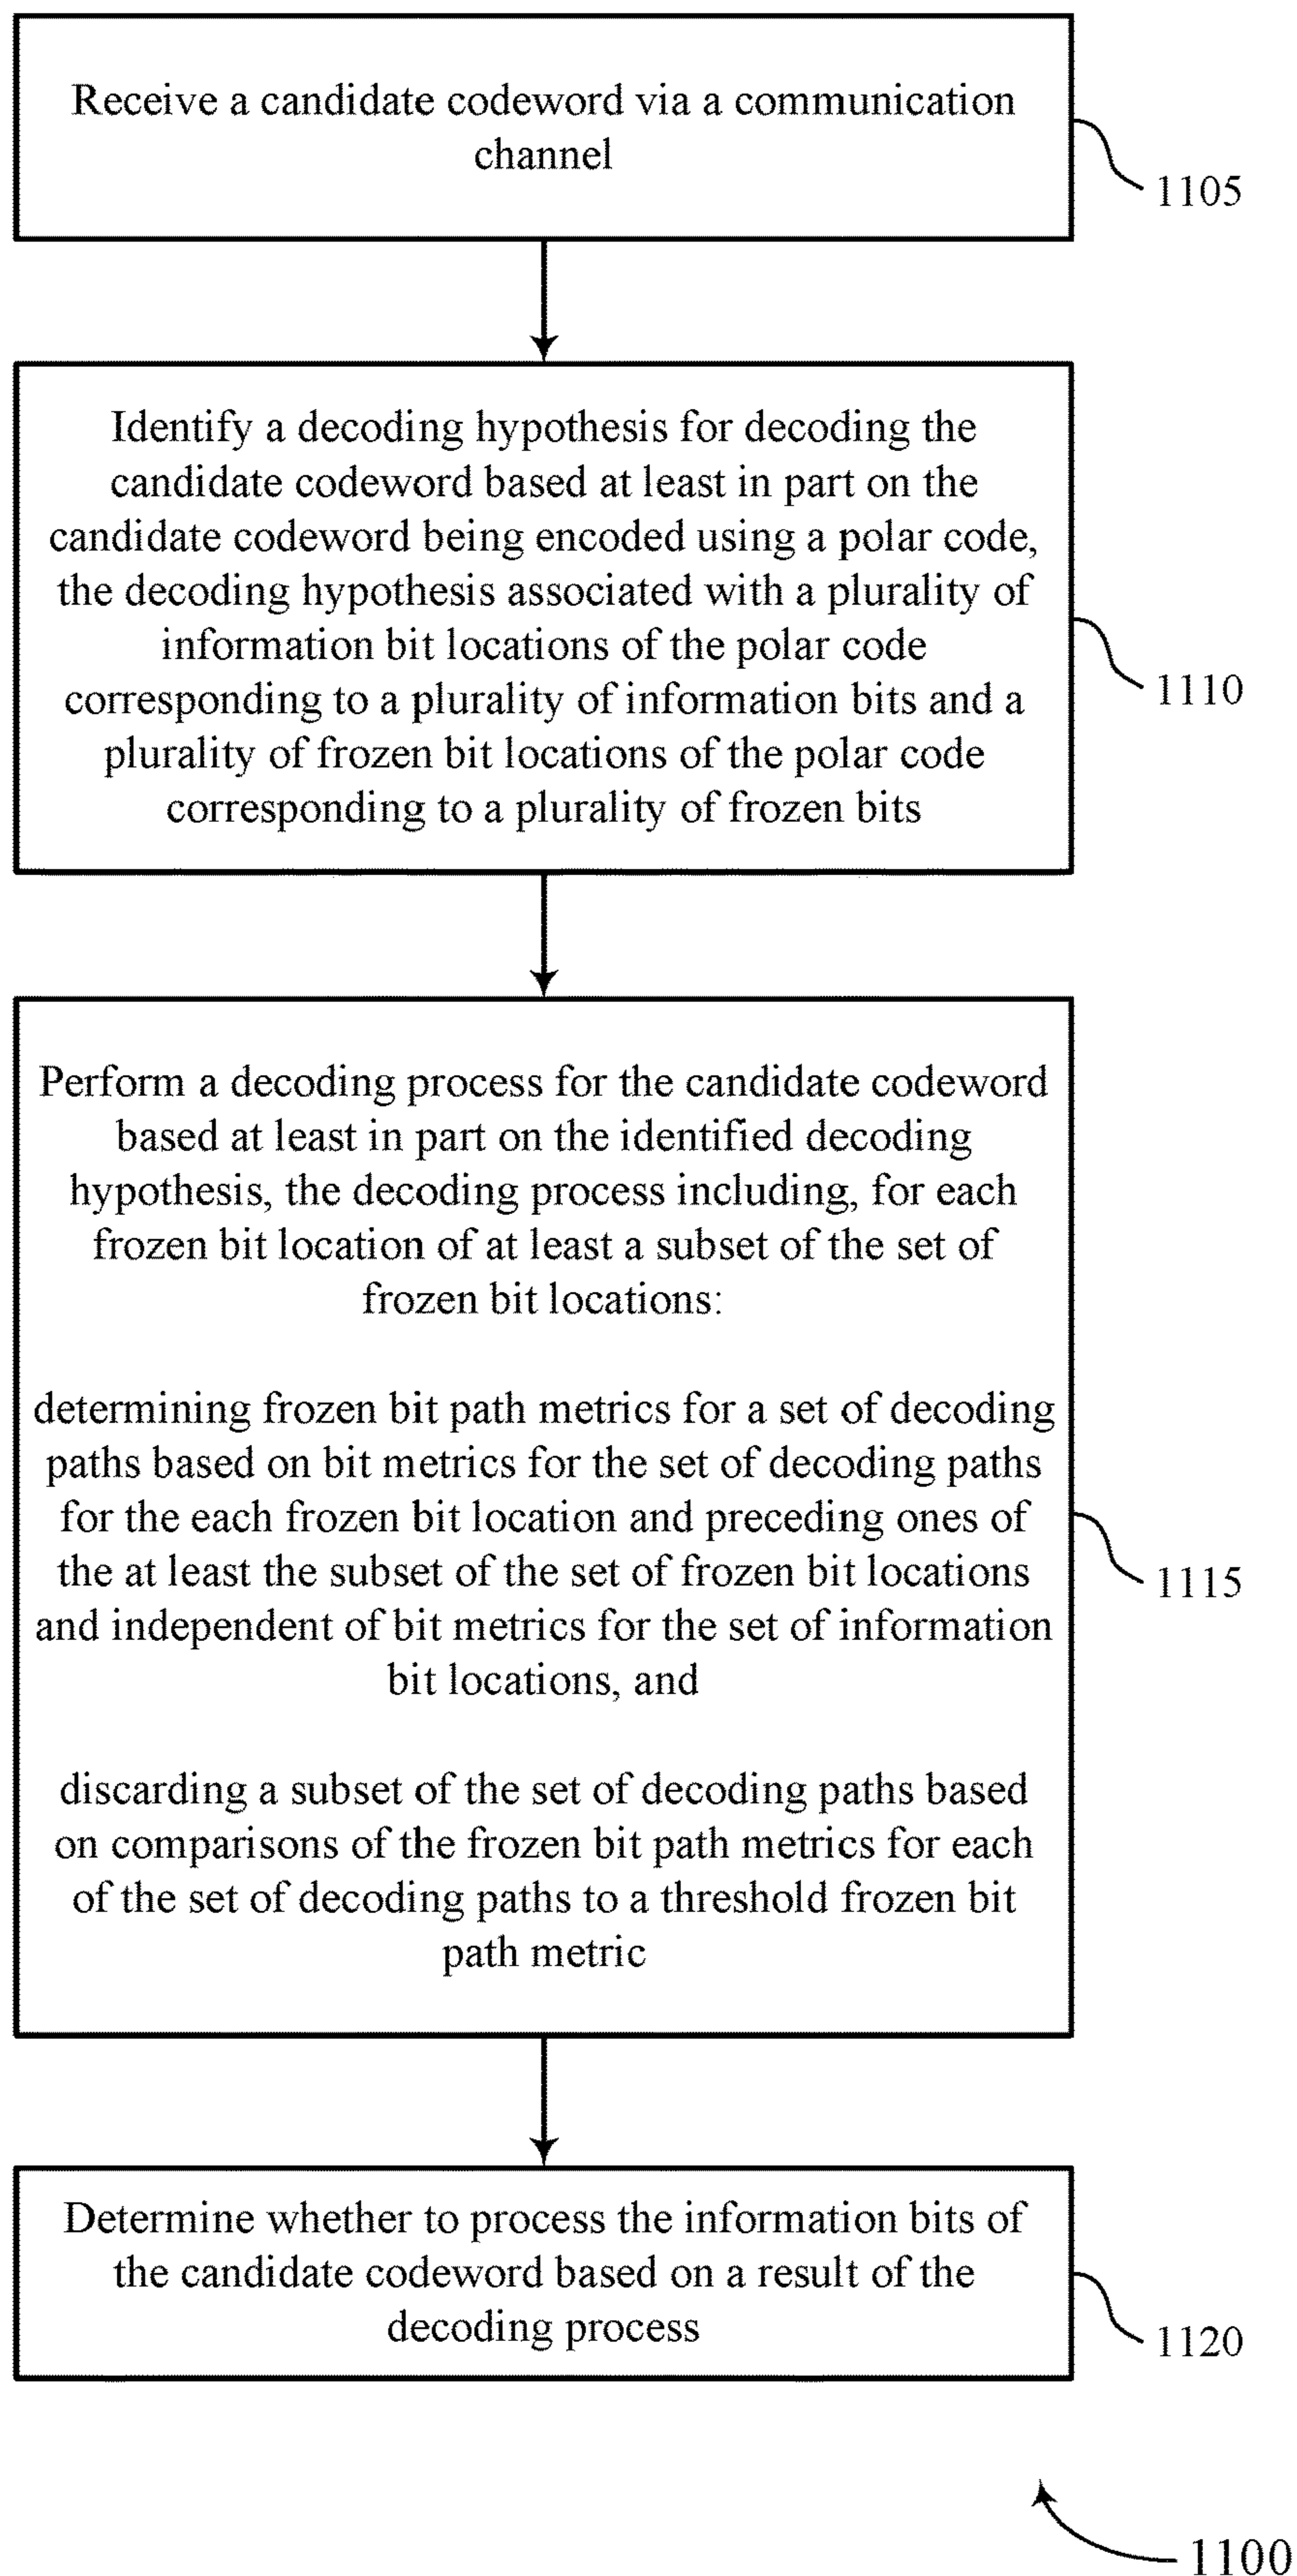 Receive a candidate codeword via a communication
channel
1105
Identify a decoding hypothesis for decoding the
candidate codeword based at least in part on the
candidate codeword being encoded using a polar code,
the decoding hypothesis associated with a plurality of
information bit locations of the polar code
corresponding to a plurality of information bits and a
plurality of frozen bit locations of the polar code
corresponding to a plurality of frozen bits
1110
Perform a decoding process for the candidate codeword
based at least in part on the identified decoding
hypothesis, the decoding process including, for each
frozen bit location of at least a subset of the set of
frozen bit locations:
determining frozen bit path metrics for a set of decoding
paths based on bit metrics for the set of decoding paths
for the each frozen bit location and preceding ones of
the at least the subset of the set of frozen bit locations
and independent of bit metrics for the set of information
bit locations, and
discarding a subset of the set of decoding paths based
on comparisons of the frozen bit path metrics for each
of the set of decoding paths to a threshold frozen bit
path metric
1115
Determine whether to process the information bits of
the candidate codeword based on a result of the
decoding process
1120
1100